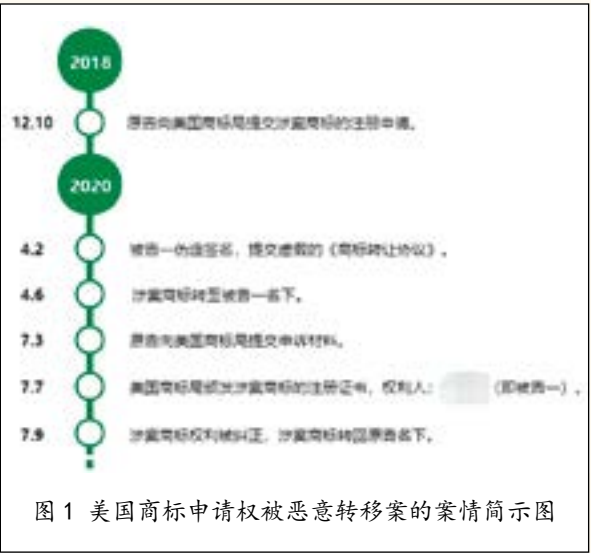 2018
12.10 原告向美国商标局提交涉案商标的注册申请。
2020
4.2 被告一伪造签名，提交虚假的《商标转让协议》。
4.6 涉案商标转至被告一名下。
7.3 原告向美国商标局提交申诉材料。
7.7 美国商标局颁发涉案商标的注册证书，权利人： （即被告一）。
7.9 涉案商标权利被纠正，涉案商标转回原告名下。
图1 美国商标申请权被恶意转移案的案情简示图